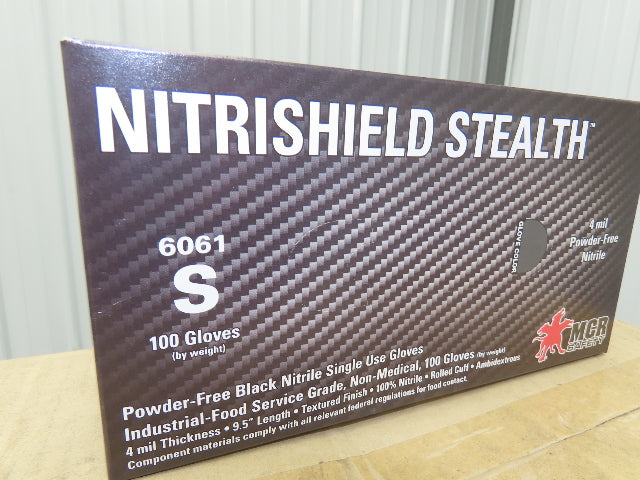 NITRISHIELD STEALTH™
6061
S
100 Gloves
(by weight)
GLOVE COLOR
4 mil
Powder-Free
Nitrile
MCR
SAFETY
Powder-Free Black Nitrile Single Use Gloves
Industrial-Food Service Grade, Non-Medical, 100 Gloves (by weight)
4 mil Thickness • 9.5" Length • Textured Finish • 100% Nitrile • Rolled Cuff • Ambidextrous
Component materials comply with all relevant federal regulations for food contact.